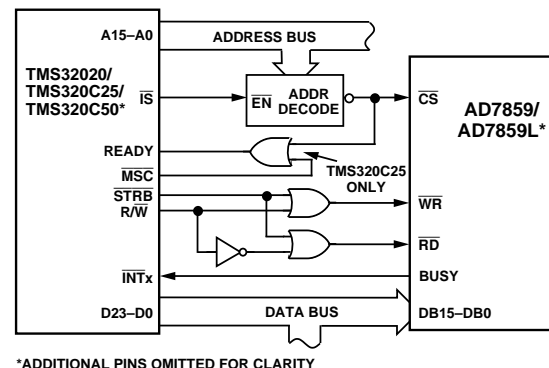 A15–A0
ADDRESS BUS
TMS32020/
TMS320C25/
TMS320C50*
IS
EN
ADDR
DECODE
CS
AD7859/
AD7859L*
READY
TMS320C25
ONLY
MSC
STRB
R/W
WR
RD
INTx
BUSY
D23–D0
DATA BUS
DB15–DB0
*ADDITIONAL PINS OMITTED FOR CLARITY